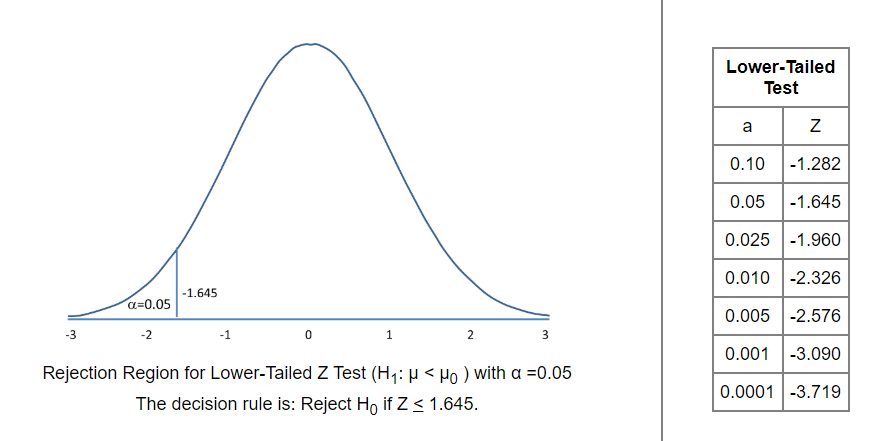 -1.645
α=0.05
-3 -2 -1 0 1 2 3
Rejection Region for Lower-Tailed Z Test (H₁: μ < μ₀ ) with α =0.05
The decision rule is: Reject H₀ if Z ≤ 1.645.
Lower-Tailed
Test
a Z
0.10 -1.282
0.05 -1.645
0.025 -1.960
0.010 -2.326
0.005 -2.576
0.001 -3.090
0.0001 -3.719